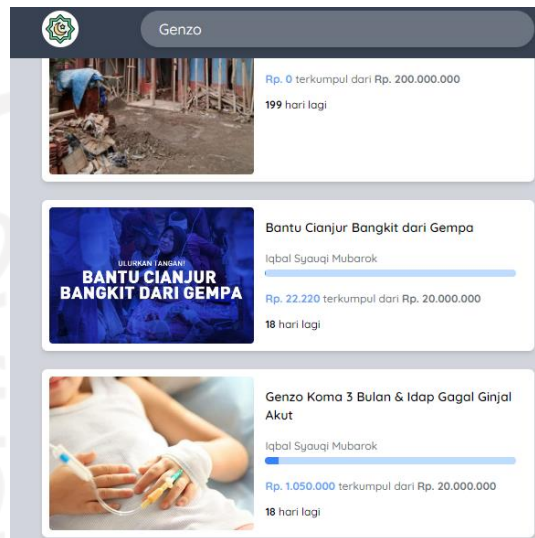 Genzo
Rp. 0 terkumpul dari Rp. 200.000.000
199 hari lagi
ULURKAN TANGAN!
BANTU CIANJUR
BANGKIT DARI GEMPA
Bantu Cianjur Bangkit dari Gempa
Iqbal Syauqi Mubarok
Rp. 22.220 terkumpul dari Rp. 20.000.000
18 hari lagi
Genzo Koma 3 Bulan & Idap Gagal Ginjal
Akut
Iqbal Syauqi Mubarok
Rp. 1.050.000 terkumpul dari Rp. 20.000.000
18 hari lagi